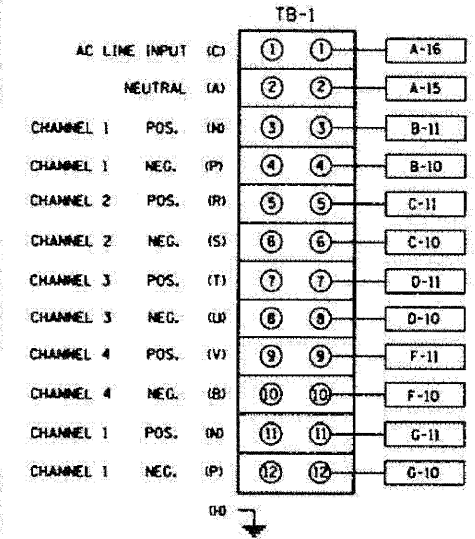 TB-1
AC LINE INPUT (C) 1 1 A-16
NEUTRAL (A) 2 2 A-15
CHANNEL 1 POS. (N) 3 3 B-11
CHANNEL 1 NEG. (P) 4 4 B-10
CHANNEL 2 POS. (R) 5 5 C-11
CHANNEL 2 NEG. (S) 6 6 C-10
CHANNEL 3 POS. (T) 7 7 D-11
CHANNEL 3 NEG. (U) 8 8 D-10
CHANNEL 4 POS. (V) 9 9 F-11
CHANNEL 4 NEG. (B) 10 10 F-10
CHANNEL 1 POS. (N) 11 11 G-11
CHANNEL 1 NEG. (P) 12 12 G-10
(H)